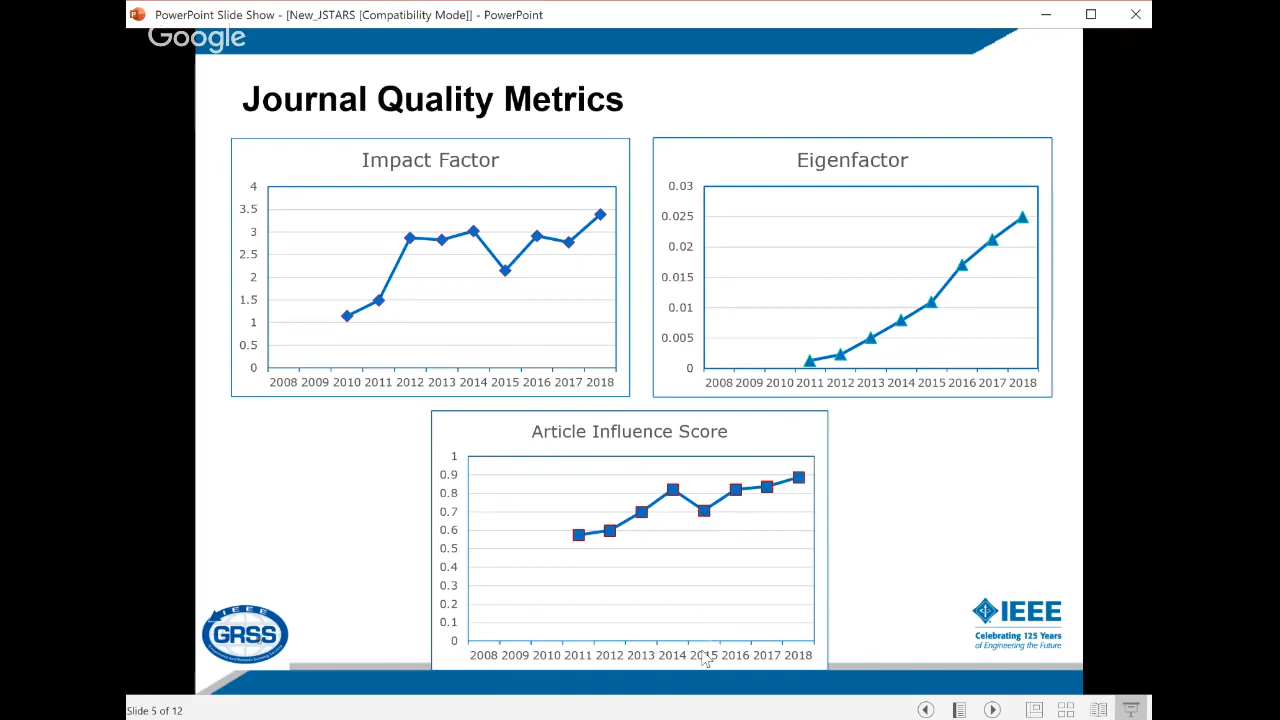 PowerPoint Slide Show - [New_JSTARS [Compatibility Mode]] - PowerPoint
Google
Journal Quality Metrics
Impact Factor
4
3.5
3
2.5
2
1.5
1
0.5
0
2008 2009 2010 2011 2012 2013 2014 2015 2016 2017 2018
Eigenfactor
0.03
0.025
0.02
0.015
0.01
0.005
0
2008 2009 2010 2011 2012 2013 2014 2015 2016 2017 2018
Article Influence Score
1
0.9
0.8
0.7
0.6
0.5
0.4
0.3
0.2
0.1
0
2008 2009 2010 2011 2012 2013 2014 2015 2016 2017 2018
IEEE
GRSS
IEEE
Celebrating 125 Years
of Engineering the Future
Slide 5 of 12